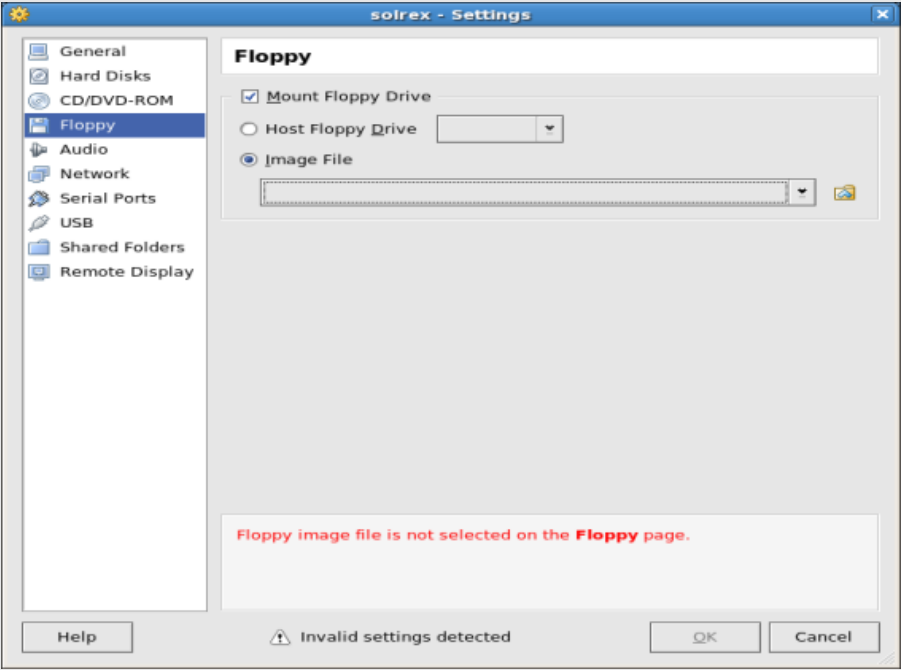 solrex - Settings
General
Hard Disks
CD/DVD-ROM
Floppy
Audio
Network
Serial Ports
USB
Shared Folders
Remote Display
Floppy
Mount Floppy Drive
Host Floppy Drive
Image File
Floppy image file is not selected on the Floppy page.
Help
Invalid settings detected
OK
Cancel